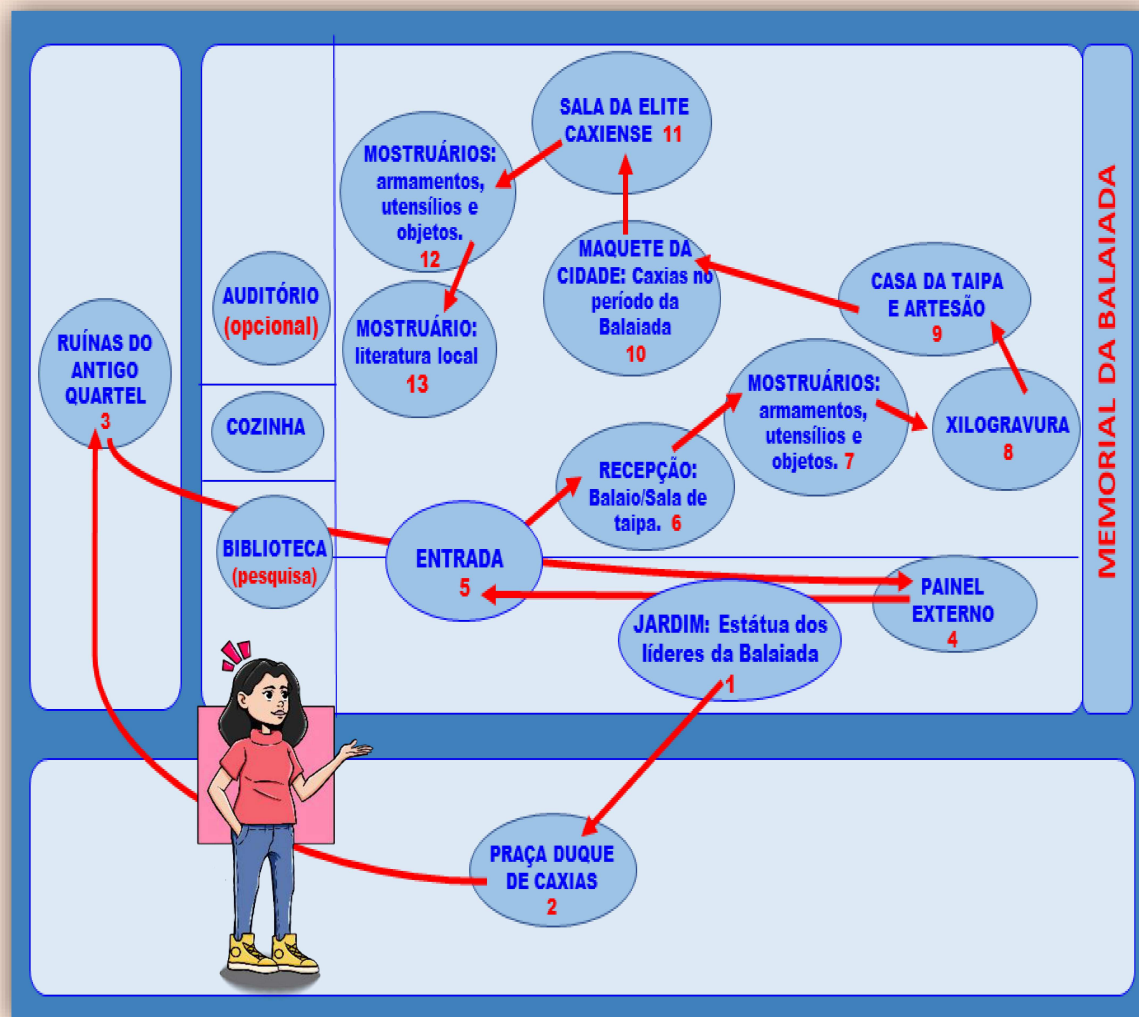 SALA DA ELITE
CAXIENSE 11
MOSTRUÁRIOS:
armamentos,
utensílios e
objetos.
12
MAQUETE DA
CIDADE: Caxias no
período da
Balaiada
10
CASA DA TAIPA
E ARTESÃO
9
AUDITÓRIO
(opcional)
MOSTRUÁRIO:
literatura local
13
RUÍNAS DO
ANTIGO
QUARTEL
3
MOSTRUÁRIOS:
armamentos,
utensílios e
objetos. 7
XILOGRAVURA
8
COZINHA
RECEPÇÃO:
Balaio/Sala de
taipa. 6
BIBLIOTECA
(pesquisa)
ENTRADA
5
PAINEL
EXTERNO
4
JARDIM: Estátua dos
líderes da Balaiada
1
PRAÇA DUQUE
DE CAXIAS
2
MEMORIAL DA BALAIADA